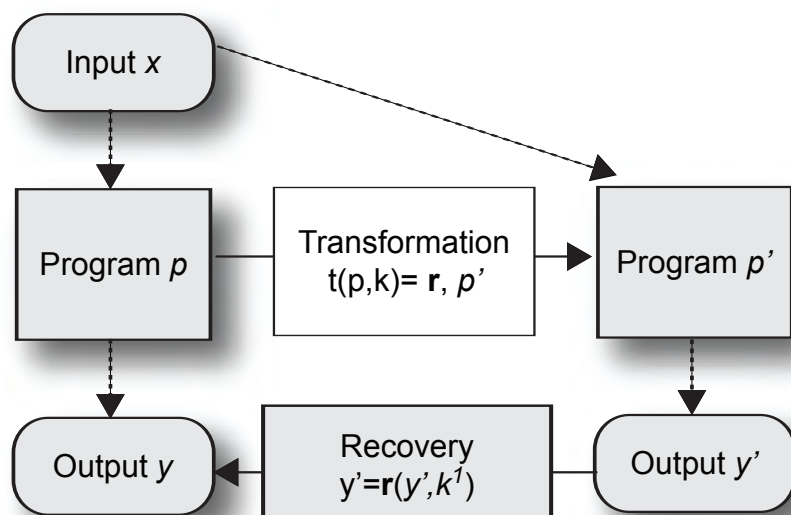 Input x
Program p
Transformation
t(p,k)= r, p’
Program p’
Output y
Recovery
y’=r(y’,k¹)
Output y’